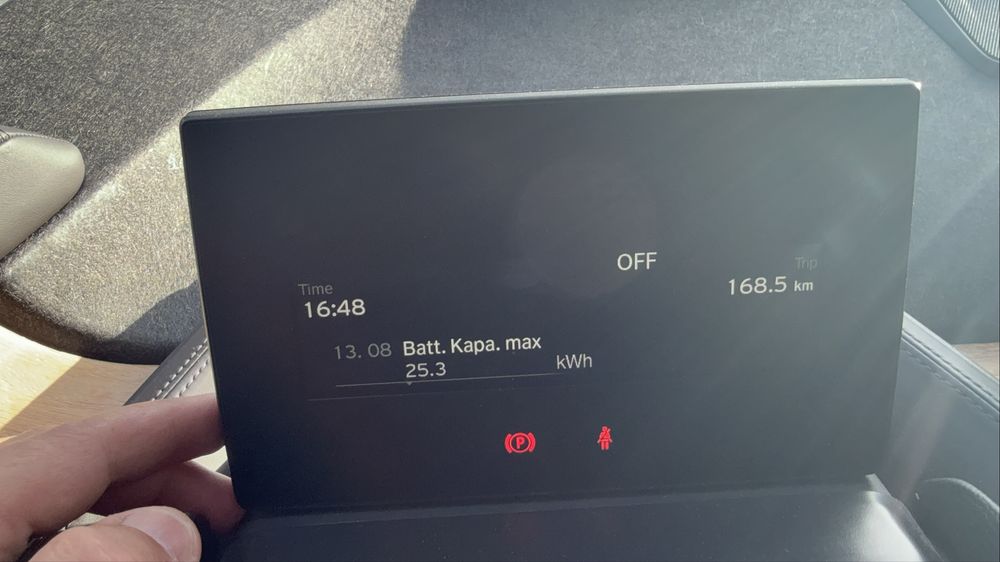 OFF
Trip
168.5 km
Time
16:48
13. 08 Batt. Kapa. max
25.3 kWh
P